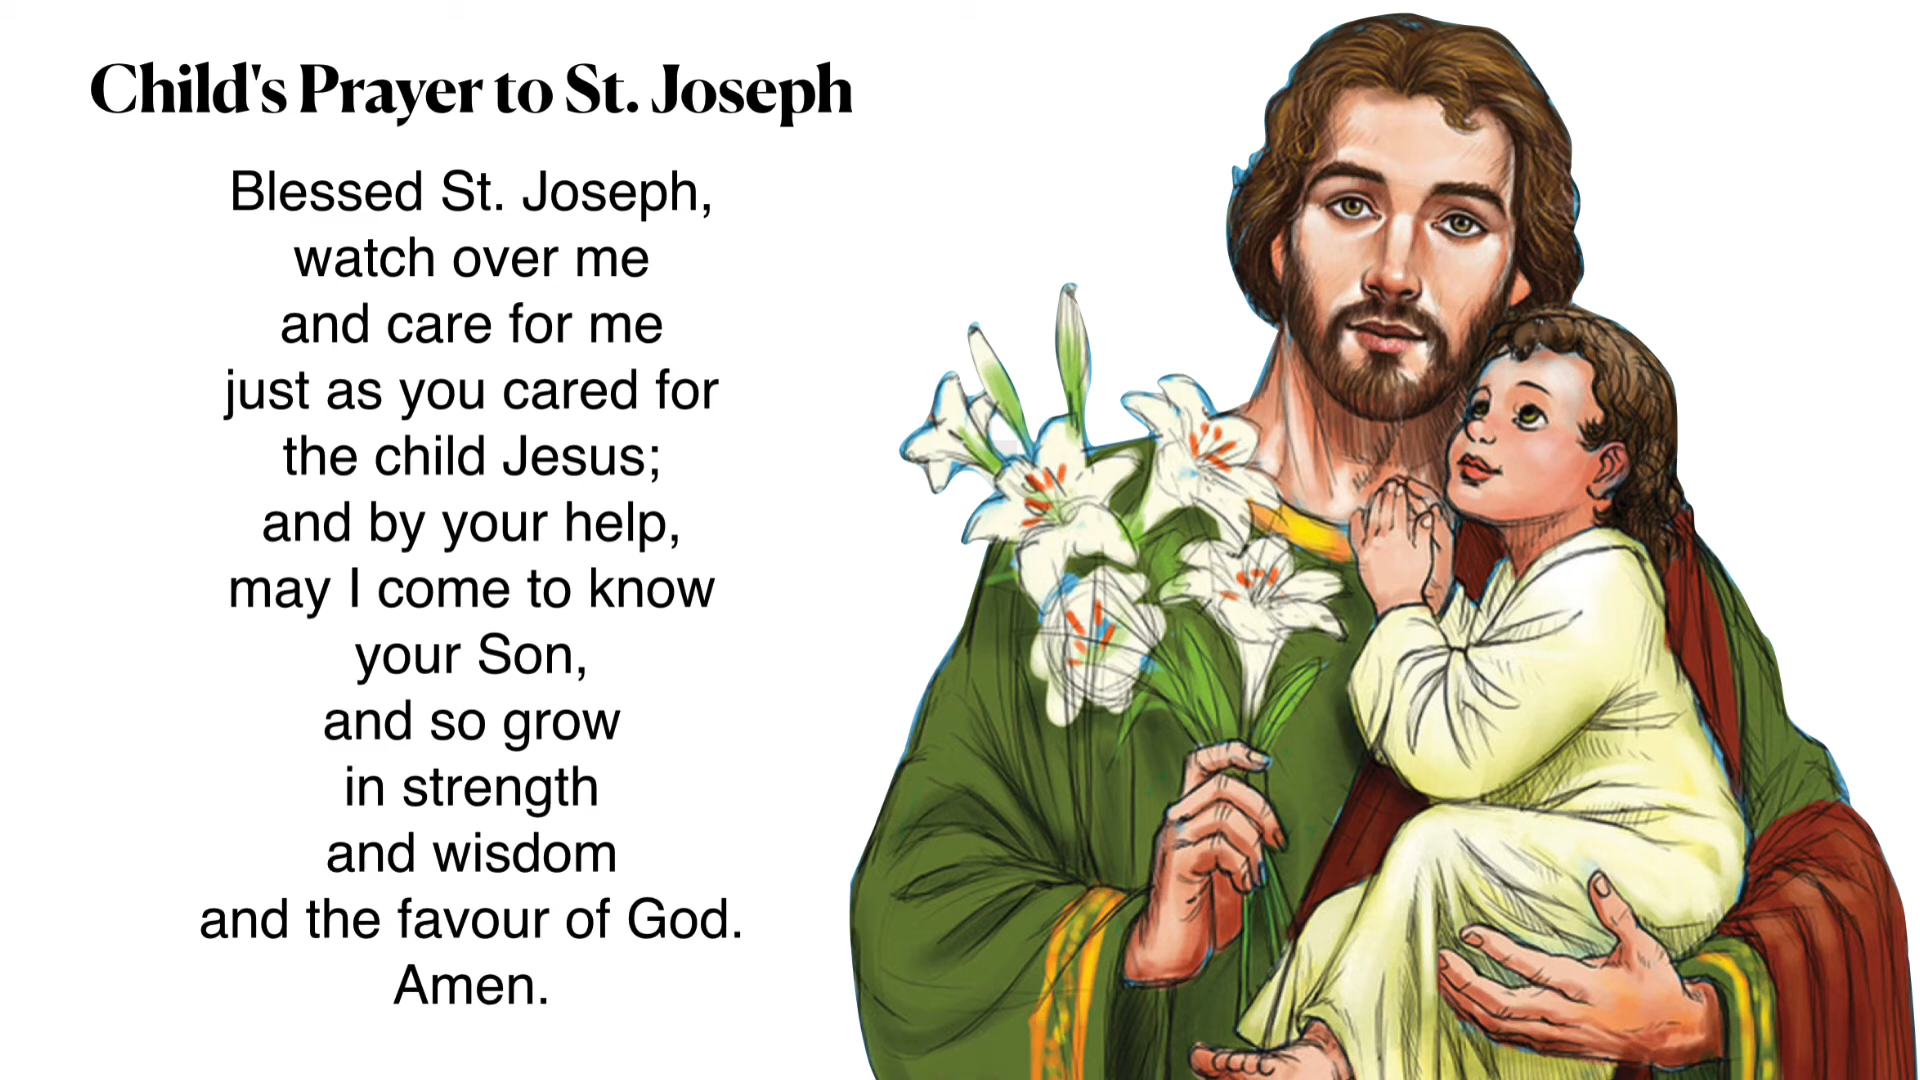 Child's Prayer to St. Joseph
Blessed St. Joseph,
watch over me
and care for me
just as you cared for
the child Jesus;
and by your help,
may I come to know
your Son,
and so grow
in strength
and wisdom
and the favour of God.
Amen.